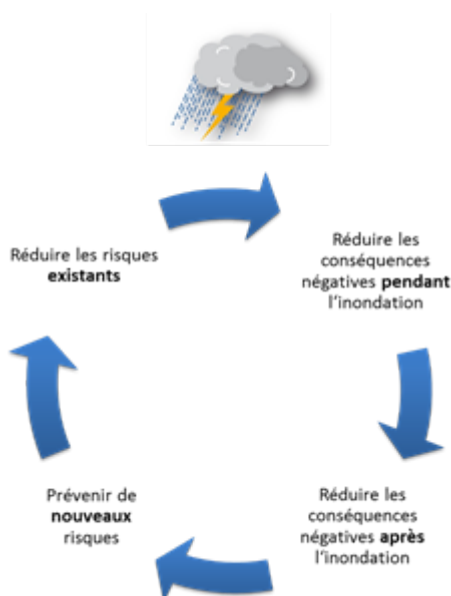 Réduire les risques
existants
Réduire les
conséquences
négatives pendant
l'inondation
Prévenir de
nouveaux
risques
Réduire les
conséquences
négatives après
l'inondation